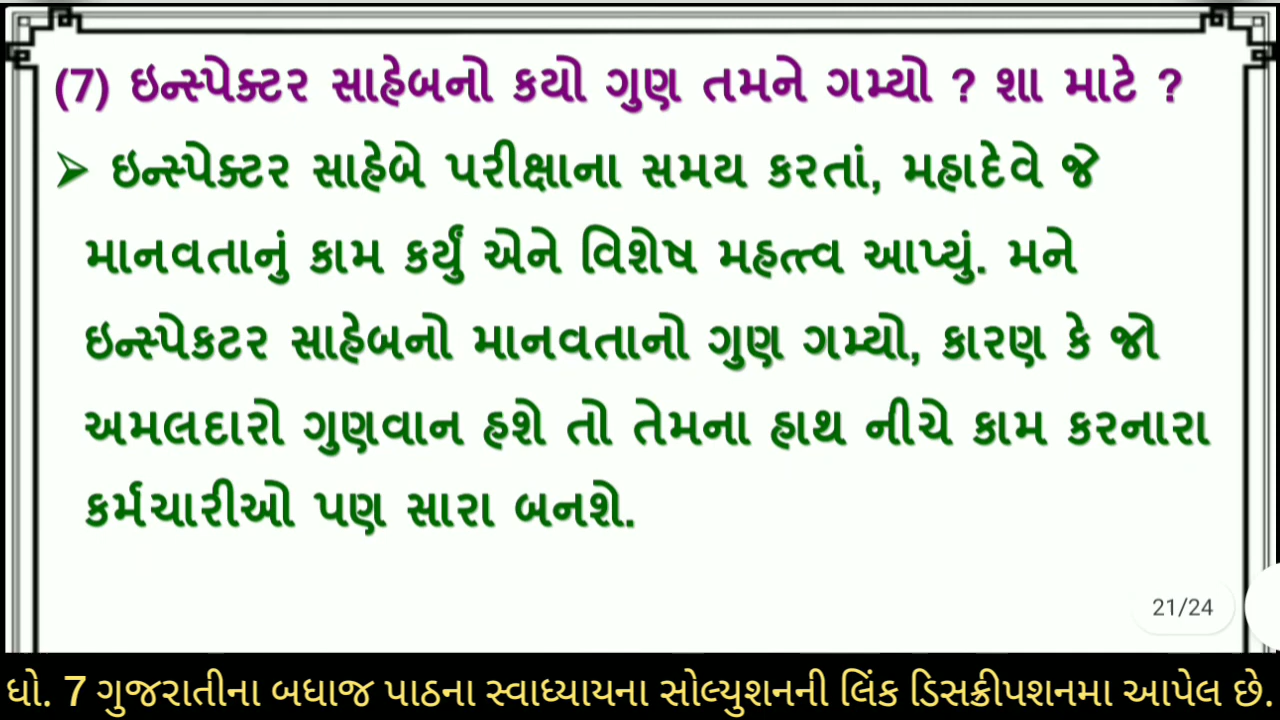 (7) ઇન્સ્પેક્ટર સાહેબનો કયો ગુણ તમને ગમ્યો ? શા માટે ?
➢ ઇન્સ્પેક્ટર સાહેબે પરીક્ષાના સમય કરતાં, મહાદેવે જે
માનવતાનું કામ કર્યું એને વિશેષ મહત્ત્વ આપ્યું. મને
ઇન્સ્પેકટર સાહેબનો માનવતાનો ગુણ ગમ્યો, કારણ કે જો
અમલદારો ગુણવાન હશે તો તેમના હાથ નીચે કામ કરનારા
કર્મચારીઓ પણ સારા બનશે.
21/24
ધો. 7 ગુજરાતીના બધાજ પાઠના સ્વાધ્યાયના સોલ્યુશનની લિંક ડિસક્રીપશનમા આપેલ છે.